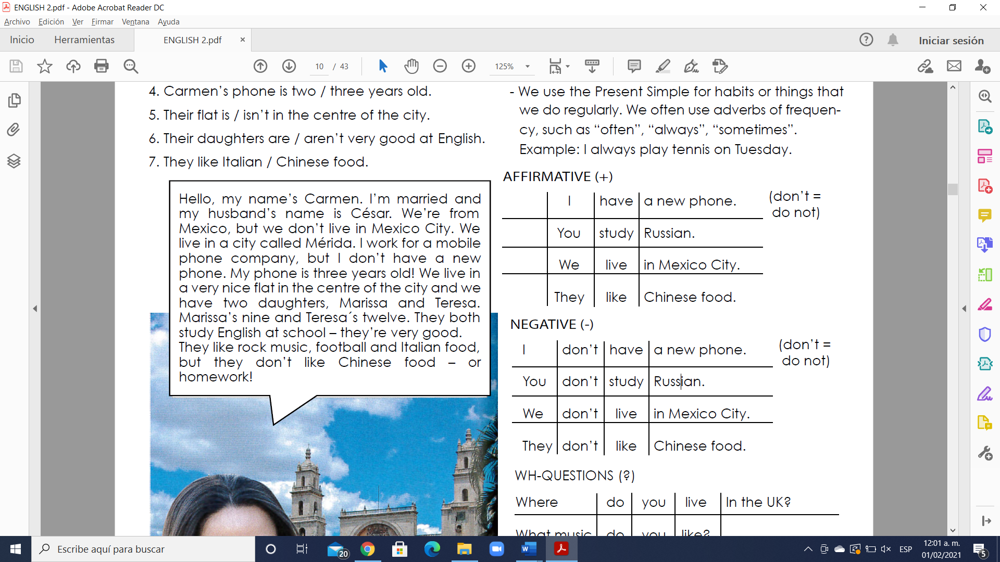 ENGLISH 2.pdf - Adobe Acrobat Reader DC
Archivo Edición Ver Firmar Ventana Ayuda
Inicio Herramientas ENGLISH 2.pdf × Iniciar sesión
10 / 43 125%
4. Carmen’s phone is two / three years old.
5. Their flat is / isn’t in the centre of the city.
6. Their daughters are / aren’t very good at English.
7. They like Italian / Chinese food.
Hello, my name’s Carmen. I’m married and
my husband’s name is César. We’re from
Mexico, but we don’t live in Mexico City. We
live in a city called Mérida. I work for a mobile
phone company, but I don’t have a new
phone. My phone is three years old! We live in
a very nice flat in the centre of the city and we
have two daughters, Marissa and Teresa.
Marissa’s nine and Teresa´s twelve. They both
study English at school – they’re very good.
They like rock music, football and Italian food,
but they don’t like Chinese food – or
homework!
- We use the Present Simple for habits or things that
we do regularly. We often use adverbs of frequen-
cy, such as “often”, “always”, “sometimes”.
Example: I always play tennis on Tuesday.
AFFIRMATIVE (+)
I have a new phone. (don’t =
do not)
You study Russian.
We live in Mexico City.
They like Chinese food.
NEGATIVE (-)
I don’t have a new phone. (don’t =
do not)
You don’t study Russian.
We don’t live in Mexico City.
They don’t like Chinese food.
WH-QUESTIONS (?)
Where do you live In the UK?
What music do you like?
Escribe aquí para buscar
20
ESP
12:01 a. m.
01/02/2021
5